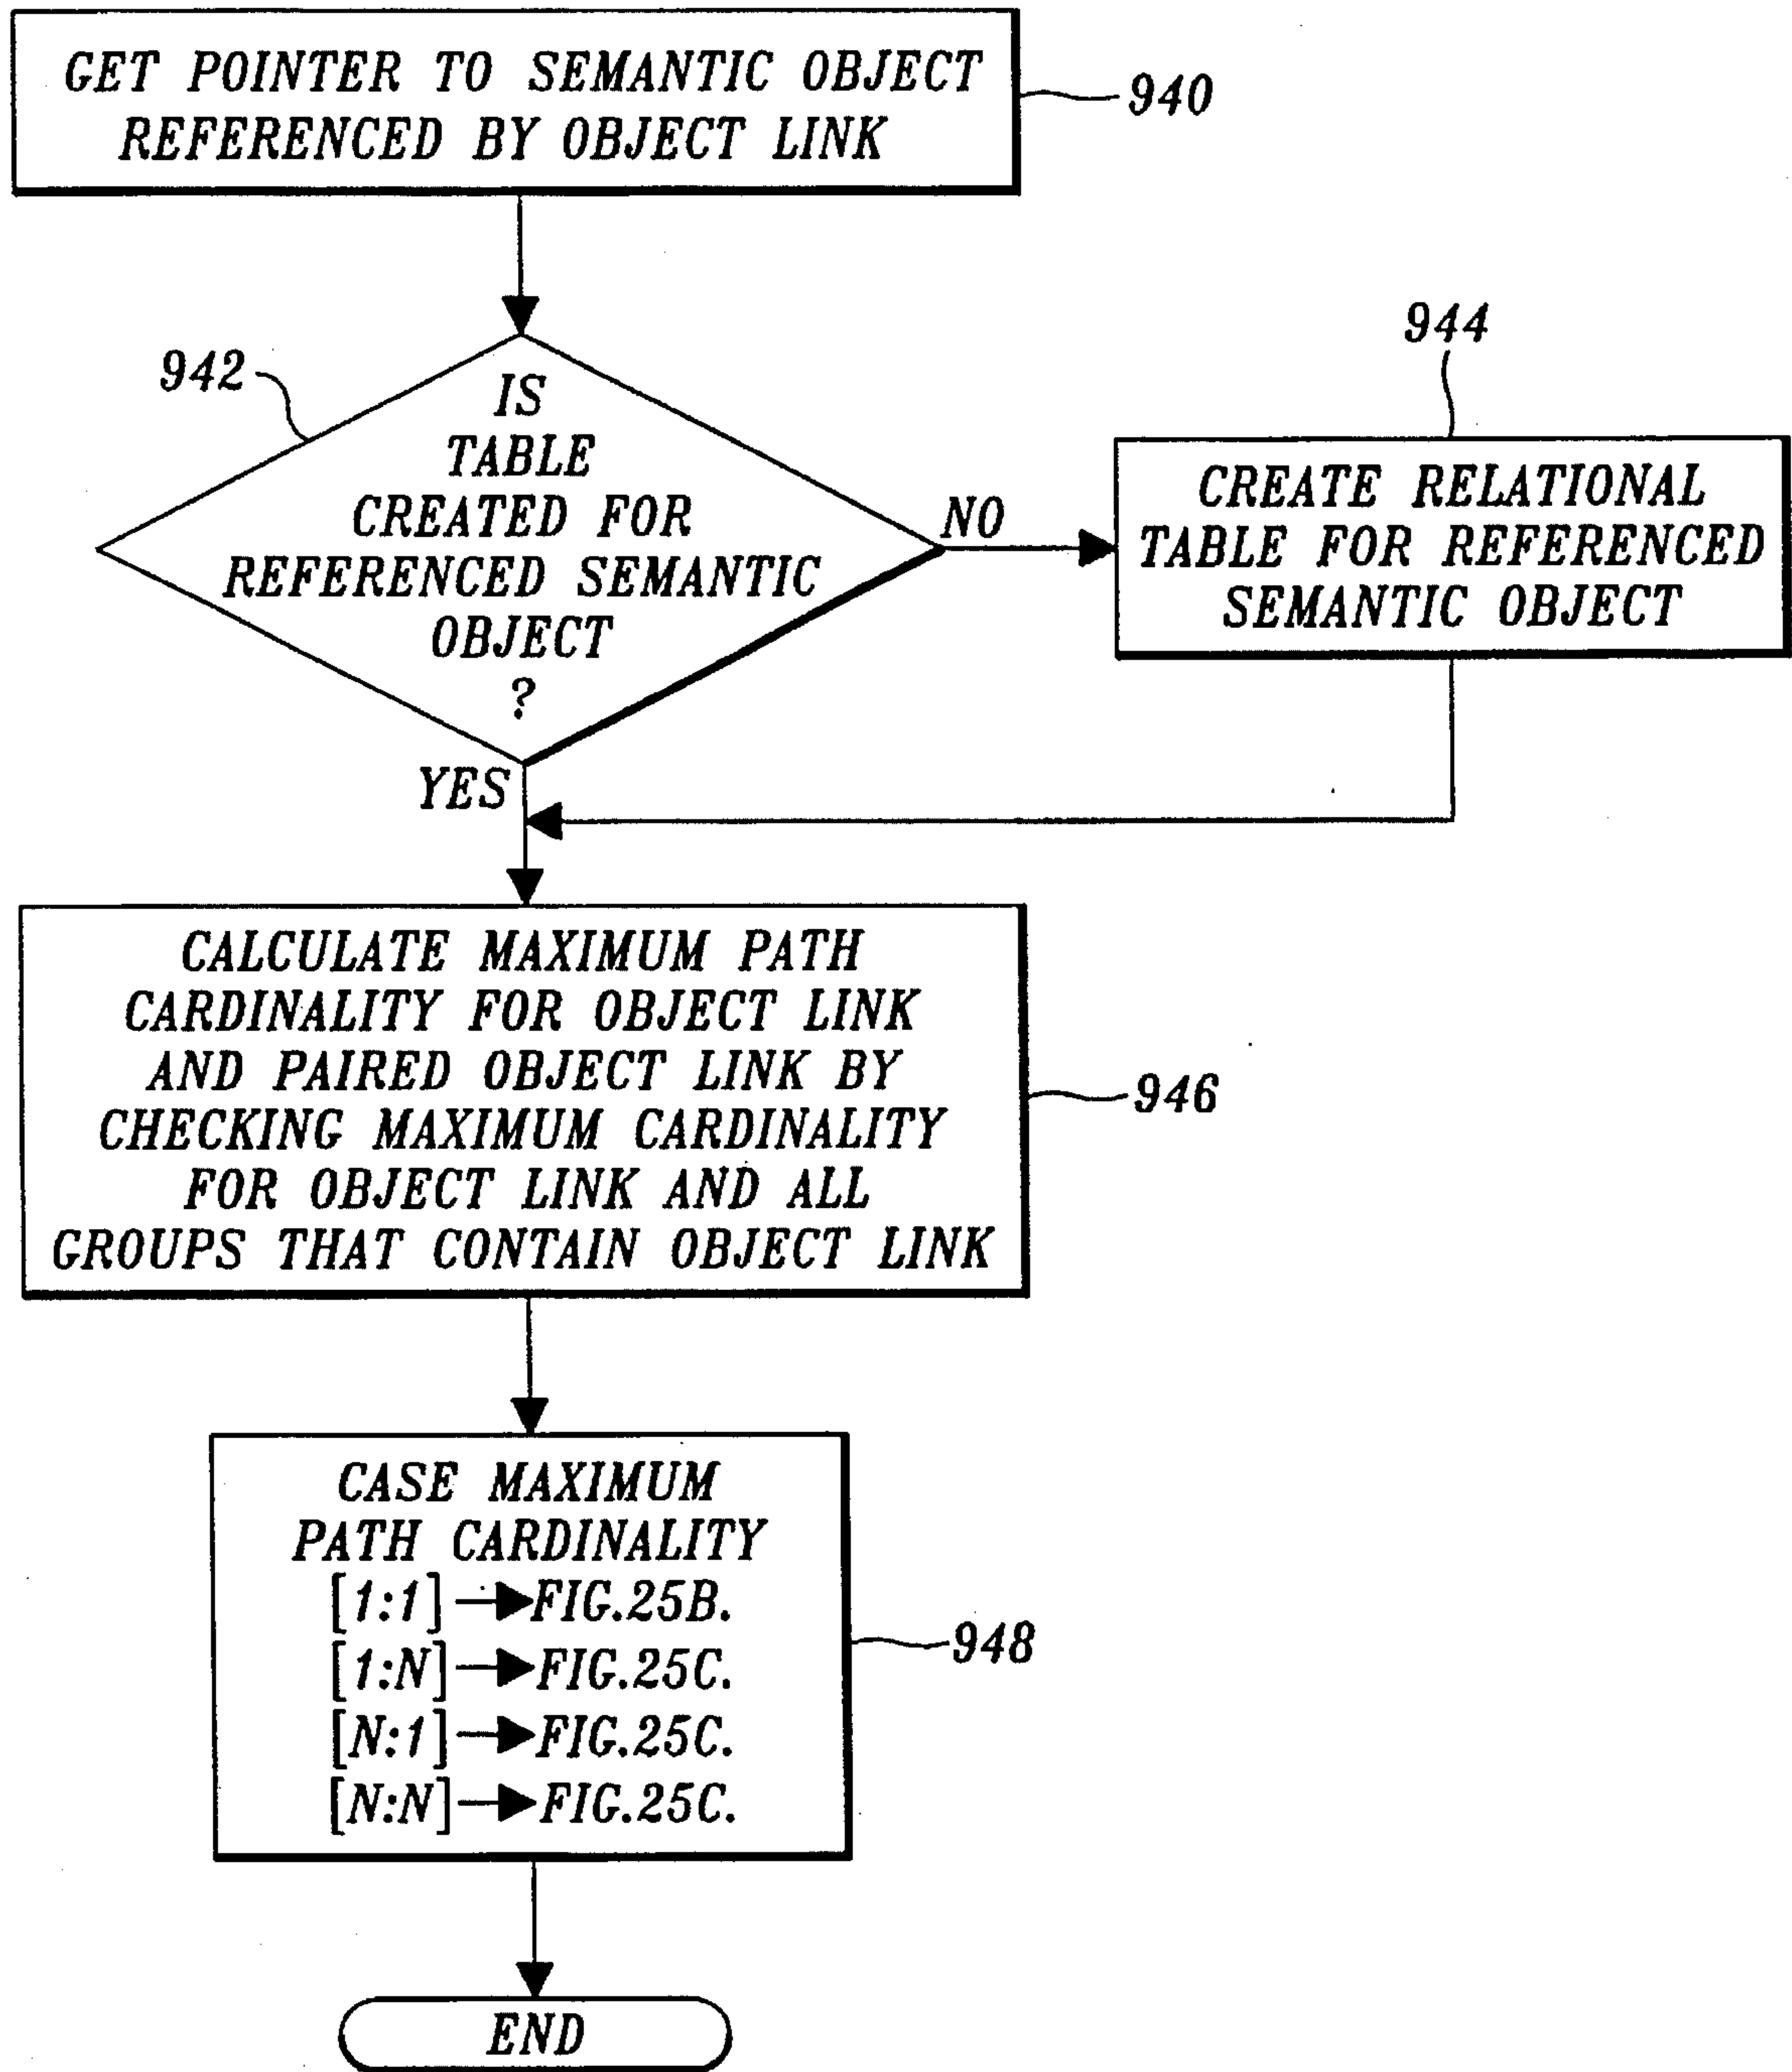 GET POINTER TO SEMANTIC OBJECT
REFERENCED BY OBJECT LINK
940
942
IS
TABLE
CREATED FOR
REFERENCED SEMANTIC
OBJECT
?
NO
YES
944
CREATE RELATIONAL
TABLE FOR REFERENCED
SEMANTIC OBJECT
CALCULATE MAXIMUM PATH
CARDINALITY FOR OBJECT LINK
AND PAIRED OBJECT LINK BY
CHECKING MAXIMUM CARDINALITY
FOR OBJECT LINK AND ALL
GROUPS THAT CONTAIN OBJECT LINK
946
CASE MAXIMUM
PATH CARDINALITY
[1:1] → FIG.25B.
[1:N] → FIG.25C.
[N:1] → FIG.25C.
[N:N] → FIG.25C.
948
END